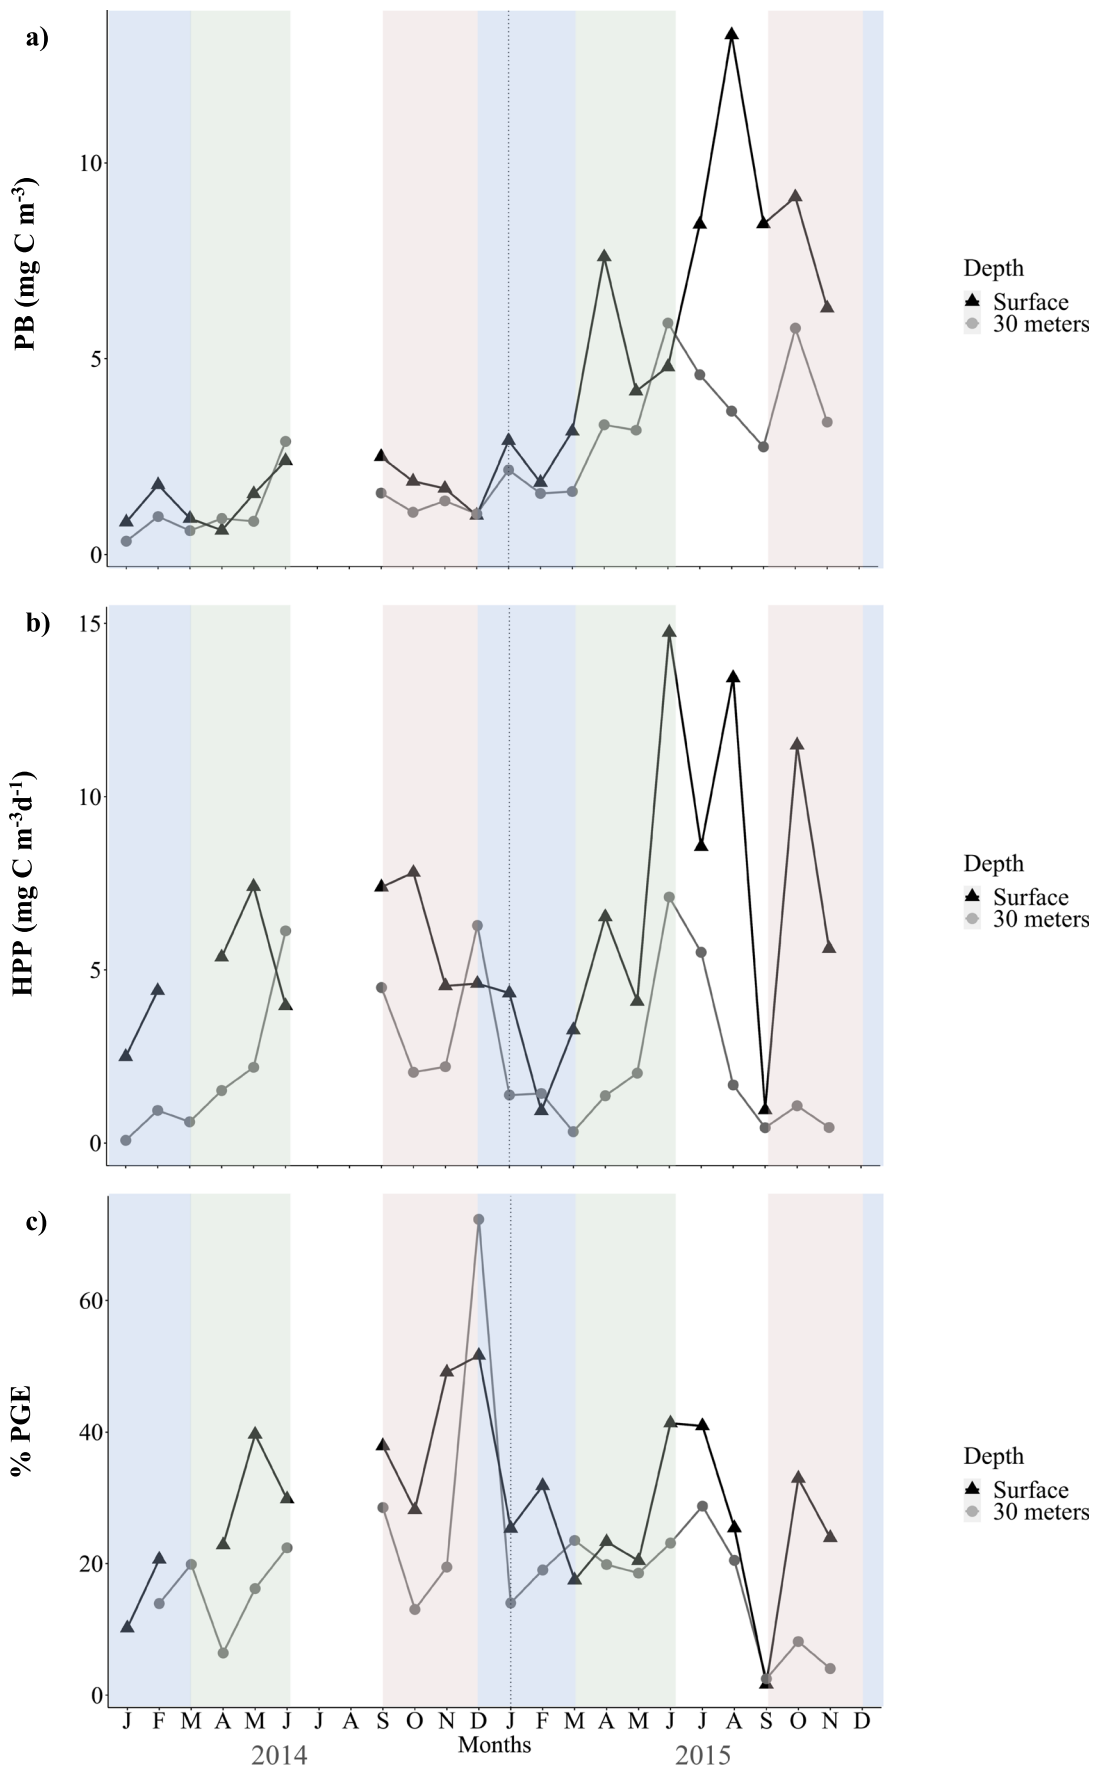 a)
10
5
0
PB (mg C m-3)
Depth
Surface
30 meters
b)
15
10
5
0
HPP (mg C m-3d-1)
Depth
Surface
30 meters
c)
60
40
20
0
% PGE
Depth
Surface
30 meters
J F M A M J J A S O N D J F M A M J J A S O N D
Months
2014 2015